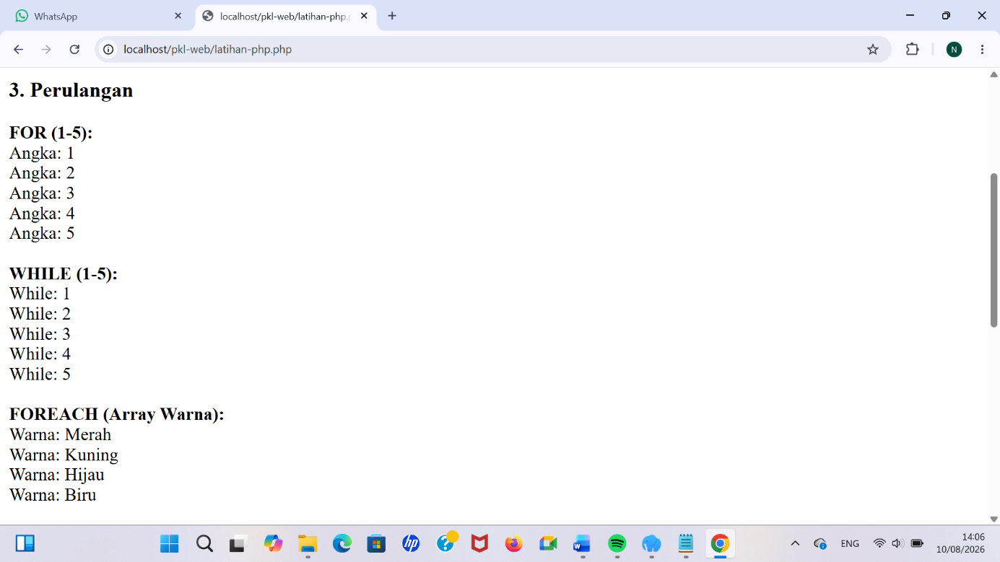 WhatsApp
localhost/pkl-web/latihan-php.p
localhost/pkl-web/latihan-php.php
N
3. Perulangan
FOR (1-5):
Angka: 1
Angka: 2
Angka: 3
Angka: 4
Angka: 5
WHILE (1-5):
While: 1
While: 2
While: 3
While: 4
While: 5
FOREACH (Array Warna):
Warna: Merah
Warna: Kuning
Warna: Hijau
Warna: Biru
hp
?
W
ENG
14:06
10/08/2026